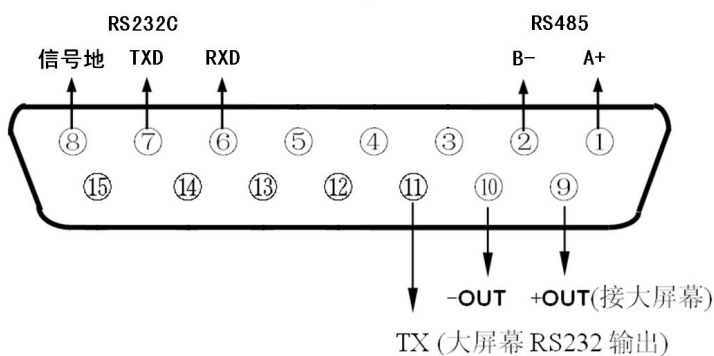 RS232C RS485
信号地 TXD RXD B- A+
⑧ ⑦ ⑥ ⑤ ④ ③ ② ①
⑮ ⑭ ⑬ ⑫ ⑪ ⑩ ⑨
-OUT +OUT(接大屏幕)
TX (大屏幕 RS232 输出)